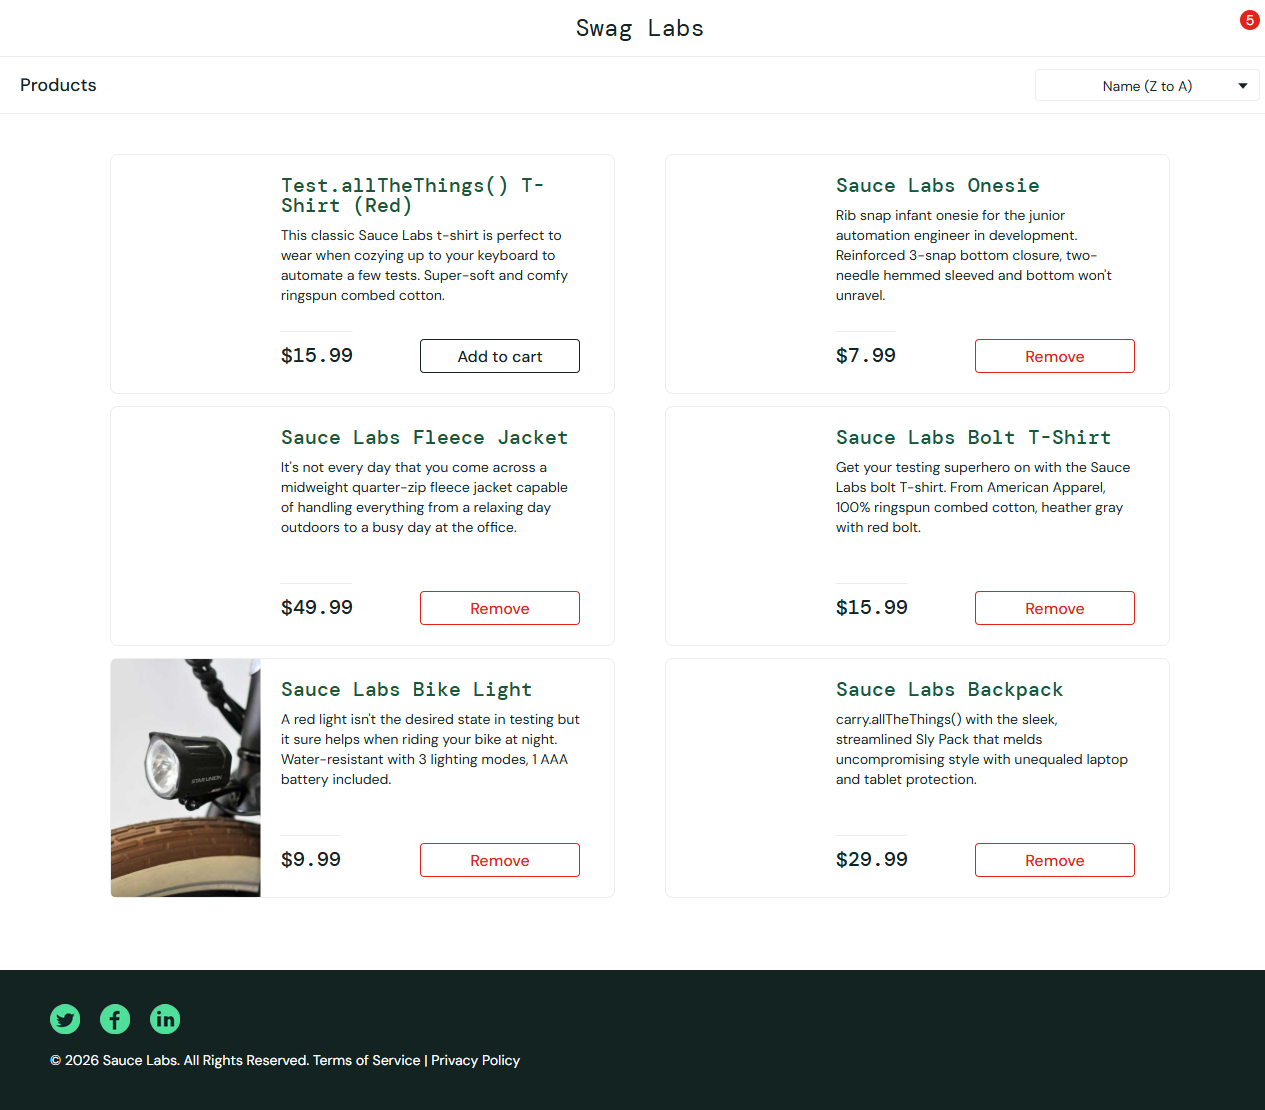 Swag Labs
5
Products
Name (Z to A)
Test.allTheThings() T-
Shirt (Red)
This classic Sauce Labs t-shirt is perfect to
wear when cozying up to your keyboard to
automate a few tests. Super-soft and comfy
ringspun combed cotton.
$15.99
Add to cart
Sauce Labs Onesie
Rib snap infant onesie for the junior
automation engineer in development.
Reinforced 3-snap bottom closure, two-
needle hemmed sleeved and bottom won't
unravel.
$7.99
Remove
Sauce Labs Fleece Jacket
It's not every day that you come across a
midweight quarter-zip fleece jacket capable
of handling everything from a relaxing day
outdoors to a busy day at the office.
$49.99
Remove
Sauce Labs Bolt T-Shirt
Get your testing superhero on with the Sauce
Labs bolt T-shirt. From American Apparel,
100% ringspun combed cotton, heather gray
with red bolt.
$15.99
Remove
STAR UNION
Sauce Labs Bike Light
A red light isn't the desired state in testing but
it sure helps when riding your bike at night.
Water-resistant with 3 lighting modes, 1 AAA
battery included.
$9.99
Remove
Sauce Labs Backpack
carry.allTheThings() with the sleek,
streamlined Sly Pack that melds
uncompromising style with unequaled laptop
and tablet protection.
$29.99
Remove
© 2026 Sauce Labs. All Rights Reserved. Terms of Service | Privacy Policy